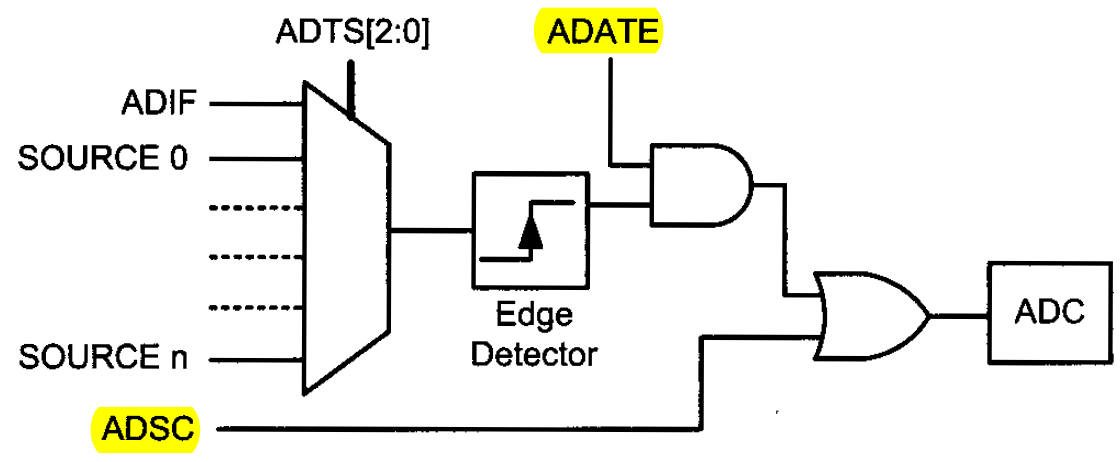 ADTS[2:0]
ADATE
ADIF
SOURCE 0
SOURCE n
ADSC
Edge
Detector
ADC